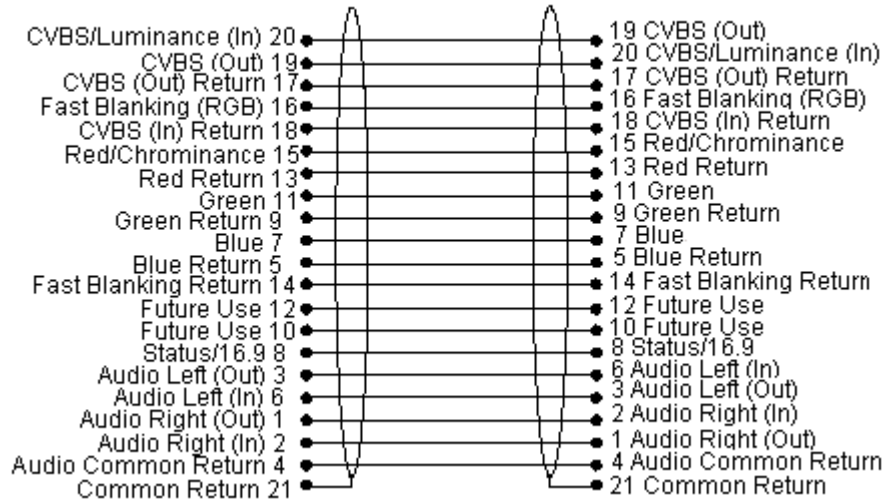 CVBS/Luminance (In) 20 19 CVBS (Out)
CVBS (Out) 19 20 CVBS/Luminance (In)
CVBS (Out) Return 17 17 CVBS (Out) Return
Fast Blanking (RGB) 16 16 Fast Blanking (RGB)
CVBS (In) Return 18 18 CVBS (In) Return
Red/Chrominance 15 15 Red/Chrominance
Red Return 13 13 Red Return
Green 11 11 Green
Green Return 9 9 Green Return
Blue 7 7 Blue
Blue Return 5 5 Blue Return
Fast Blanking Return 14 14 Fast Blanking Return
Future Use 12 12 Future Use
Future Use 10 10 Future Use
Status/16.9 8 8 Status/16.9
Audio Left (Out) 3 6 Audio Left (In)
Audio Left (In) 6 3 Audio Left (Out)
Audio Right (Out) 1 2 Audio Right (In)
Audio Right (In) 2 1 Audio Right (Out)
Audio Common Return 4 4 Audio Common Return
Common Return 21 21 Common Return